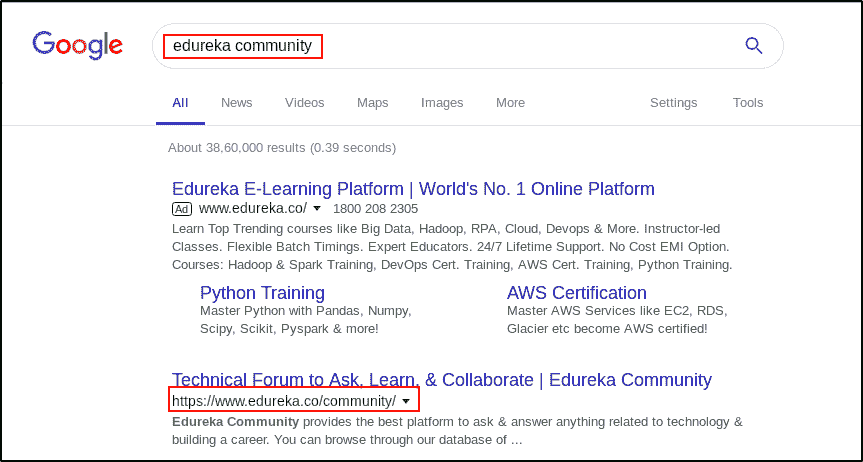 Google
edureka community
All News Videos Maps Images More Settings Tools
About 38,60,000 results (0.39 seconds)
Edureka E-Learning Platform | World's No. 1 Online Platform
Ad www.edureka.co/ 1800 208 2305
Learn Top Trending courses like Big Data, Hadoop, RPA, Cloud, Devops & More. Instructor-led
Classes. Flexible Batch Timings. Expert Educators. 24/7 Lifetime Support. No Cost EMI Option.
Courses: Hadoop & Spark Training, DevOps Cert. Training, AWS Cert. Training, Python Training.
Python Training
Master Python with Pandas, Numpy,
Scipy, Scikit, Pyspark & more!
AWS Certification
Master AWS Services like EC2, RDS,
Glacier etc become AWS certified!
Technical Forum to Ask, Learn, & Collaborate | Edureka Community
https://www.edureka.co/community/
Edureka Community provides the best platform to ask & answer anything related to technology &
building a career. You can browse through our database of ...